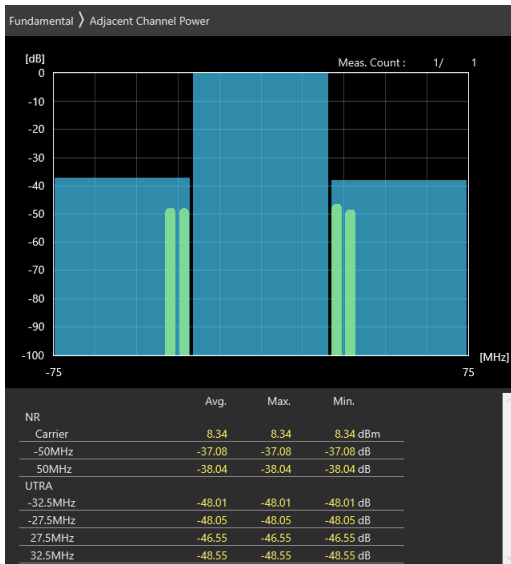 Fundamental 〉 Adjacent Channel Power
[dB]
Meas. Count : 1/ 1
0
-10
-20
-30
-40
-50
-60
-70
-80
-90
-100
[MHz]
-75 75
Avg. Max. Min.
NR
Carrier 8.34 8.34 8.34 dBm
-50MHz -37.08 -37.08 -37.08 dB
50MHz -38.04 -38.04 -38.04 dB
UTRA
-32.5MHz -48.01 -48.01 -48.01 dB
-27.5MHz -48.05 -48.05 -48.05 dB
27.5MHz -46.55 -46.55 -46.55 dB
32.5MHz -48.55 -48.55 -48.55 dB